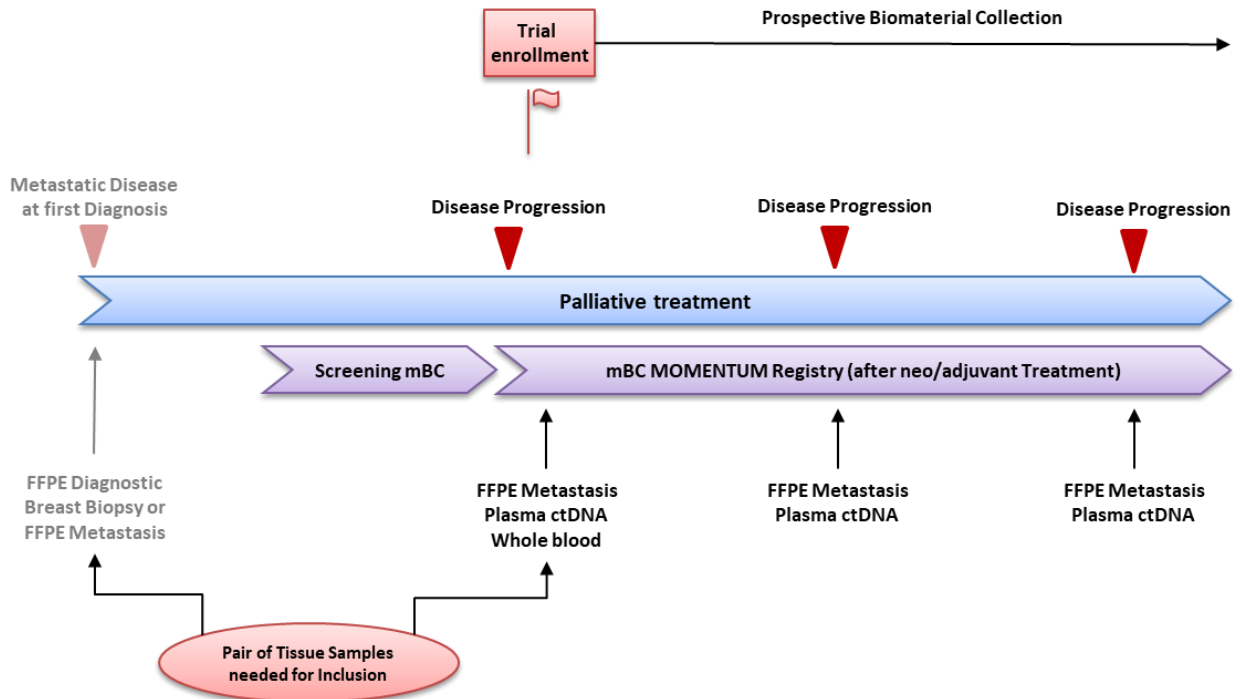 Trial
enrollment
Prospective Biomaterial Collection
Metastatic Disease
at first Diagnosis
Disease Progression
Disease Progression
Disease Progression
Palliative treatment
Screening mBC
mBC MOMENTUM Registry (after neo/adjuvant Treatment)
FFPE Diagnostic
Breast Biopsy or
FFPE Metastasis
FFPE Metastasis
Plasma ctDNA
Whole blood
FFPE Metastasis
Plasma ctDNA
FFPE Metastasis
Plasma ctDNA
Pair of Tissue Samples
needed for Inclusion